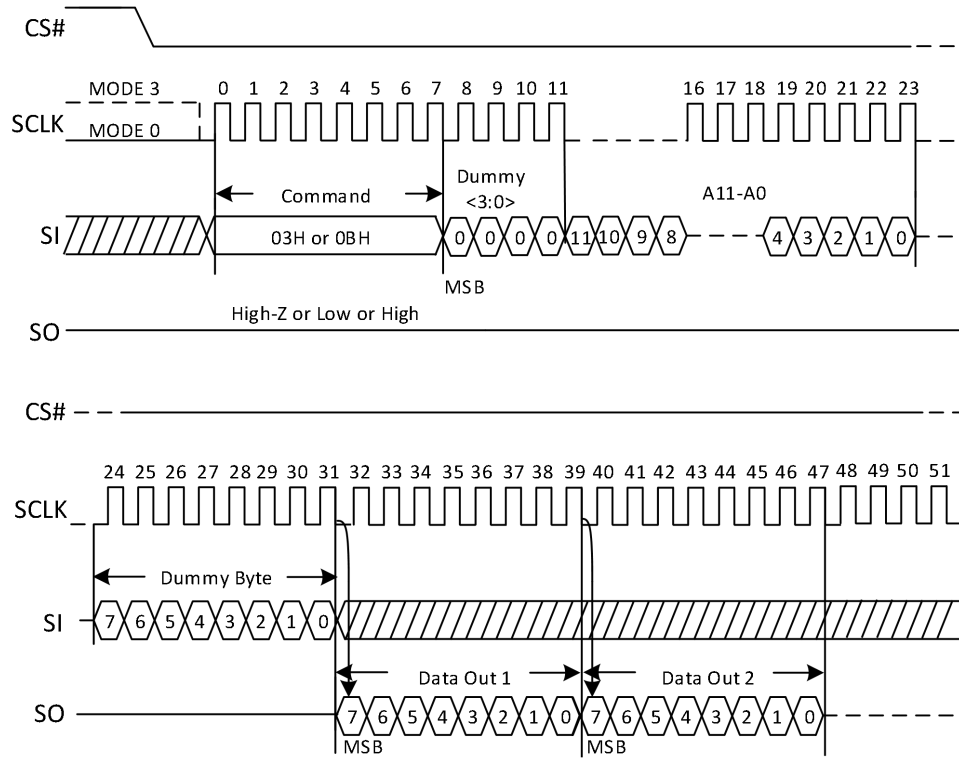 CS#
MODE 3 0 1 2 3 4 5 6 7 8 9 10 11 16 17 18 19 20 21 22 23
SCLK
MODE 0
Dummy
Command <3:0> A11-A0
SI 03H or 0BH 0 0 0 0 11 10 9 8 4 3 2 1 0
MSB
High-Z or Low or High
SO
CS#
24 25 26 27 28 29 30 31 32 33 34 35 36 37 38 39 40 41 42 43 44 45 46 47 48 49 50 51
SCLK
Dummy Byte
SI 7 6 5 4 3 2 1 0
Data Out 1 Data Out 2
SO 7 6 5 4 3 2 1 0 7 6 5 4 3 2 1 0
MSB MSB